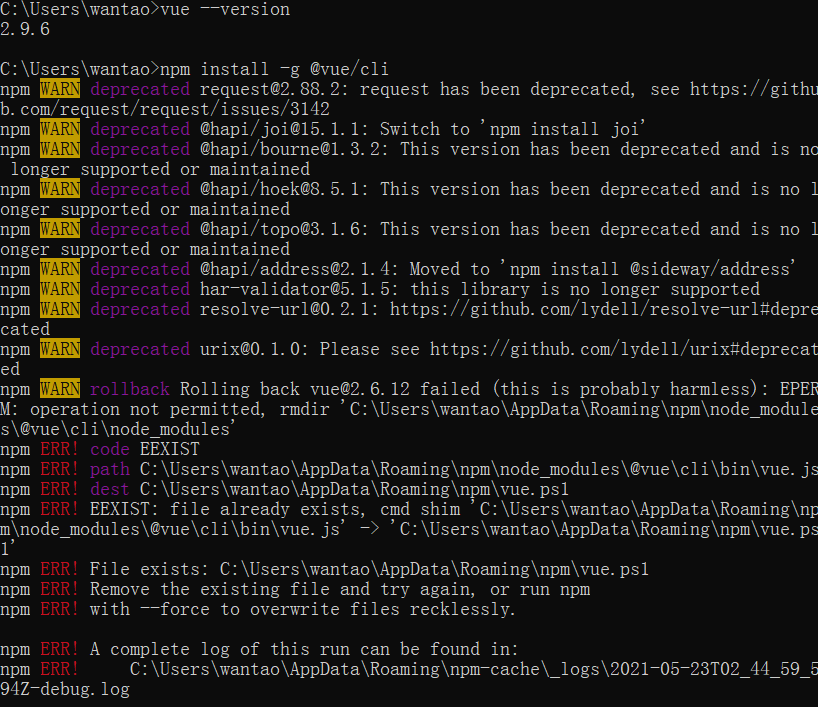 C:\Users\wantao>vue --version
2.9.6
C:\Users\wantao>npm install -g @vue/cli
npm WARN deprecated request@2.88.2: request has been deprecated, see https://githu
b.com/request/request/issues/3142
npm WARN deprecated @hapi/joi@15.1.1: Switch to 'npm install joi'
npm WARN deprecated @hapi/bourne@1.3.2: This version has been deprecated and is no
 longer supported or maintained
npm WARN deprecated @hapi/hoek@8.5.1: This version has been deprecated and is no l
onger supported or maintained
npm WARN deprecated @hapi/topo@3.1.6: This version has been deprecated and is no l
onger supported or maintained
npm WARN deprecated @hapi/address@2.1.4: Moved to 'npm install @sideway/address'
npm WARN deprecated har-validator@5.1.5: this library is no longer supported
npm WARN deprecated resolve-url@0.2.1: https://github.com/lydell/resolve-url#depre
cated
npm WARN deprecated urix@0.1.0: Please see https://github.com/lydell/urix#deprecat
ed
npm WARN rollback Rolling back vue@2.6.12 failed (this is probably harmless): EPER
M: operation not permitted, rmdir 'C:\Users\wantao\AppData\Roaming\npm\node_module
s\@vue\cli\node_modules'
npm ERR! code EEXIST
npm ERR! path C:\Users\wantao\AppData\Roaming\npm\node_modules\@vue\cli\bin\vue.js
npm ERR! dest C:\Users\wantao\AppData\Roaming\npm\vue.ps1
npm ERR! EEXIST: file already exists, cmd shim 'C:\Users\wantao\AppData\Roaming\np
m\node_modules\@vue\cli\bin\vue.js' -> 'C:\Users\wantao\AppData\Roaming\npm\vue.ps
1'
npm ERR! File exists: C:\Users\wantao\AppData\Roaming\npm\vue.ps1
npm ERR! Remove the existing file and try again, or run npm
npm ERR! with --force to overwrite files recklessly.
npm ERR! A complete log of this run can be found in:
npm ERR!     C:\Users\wantao\AppData\Roaming\npm-cache\_logs\2021-05-23T02_44_59_5
94Z-debug.log